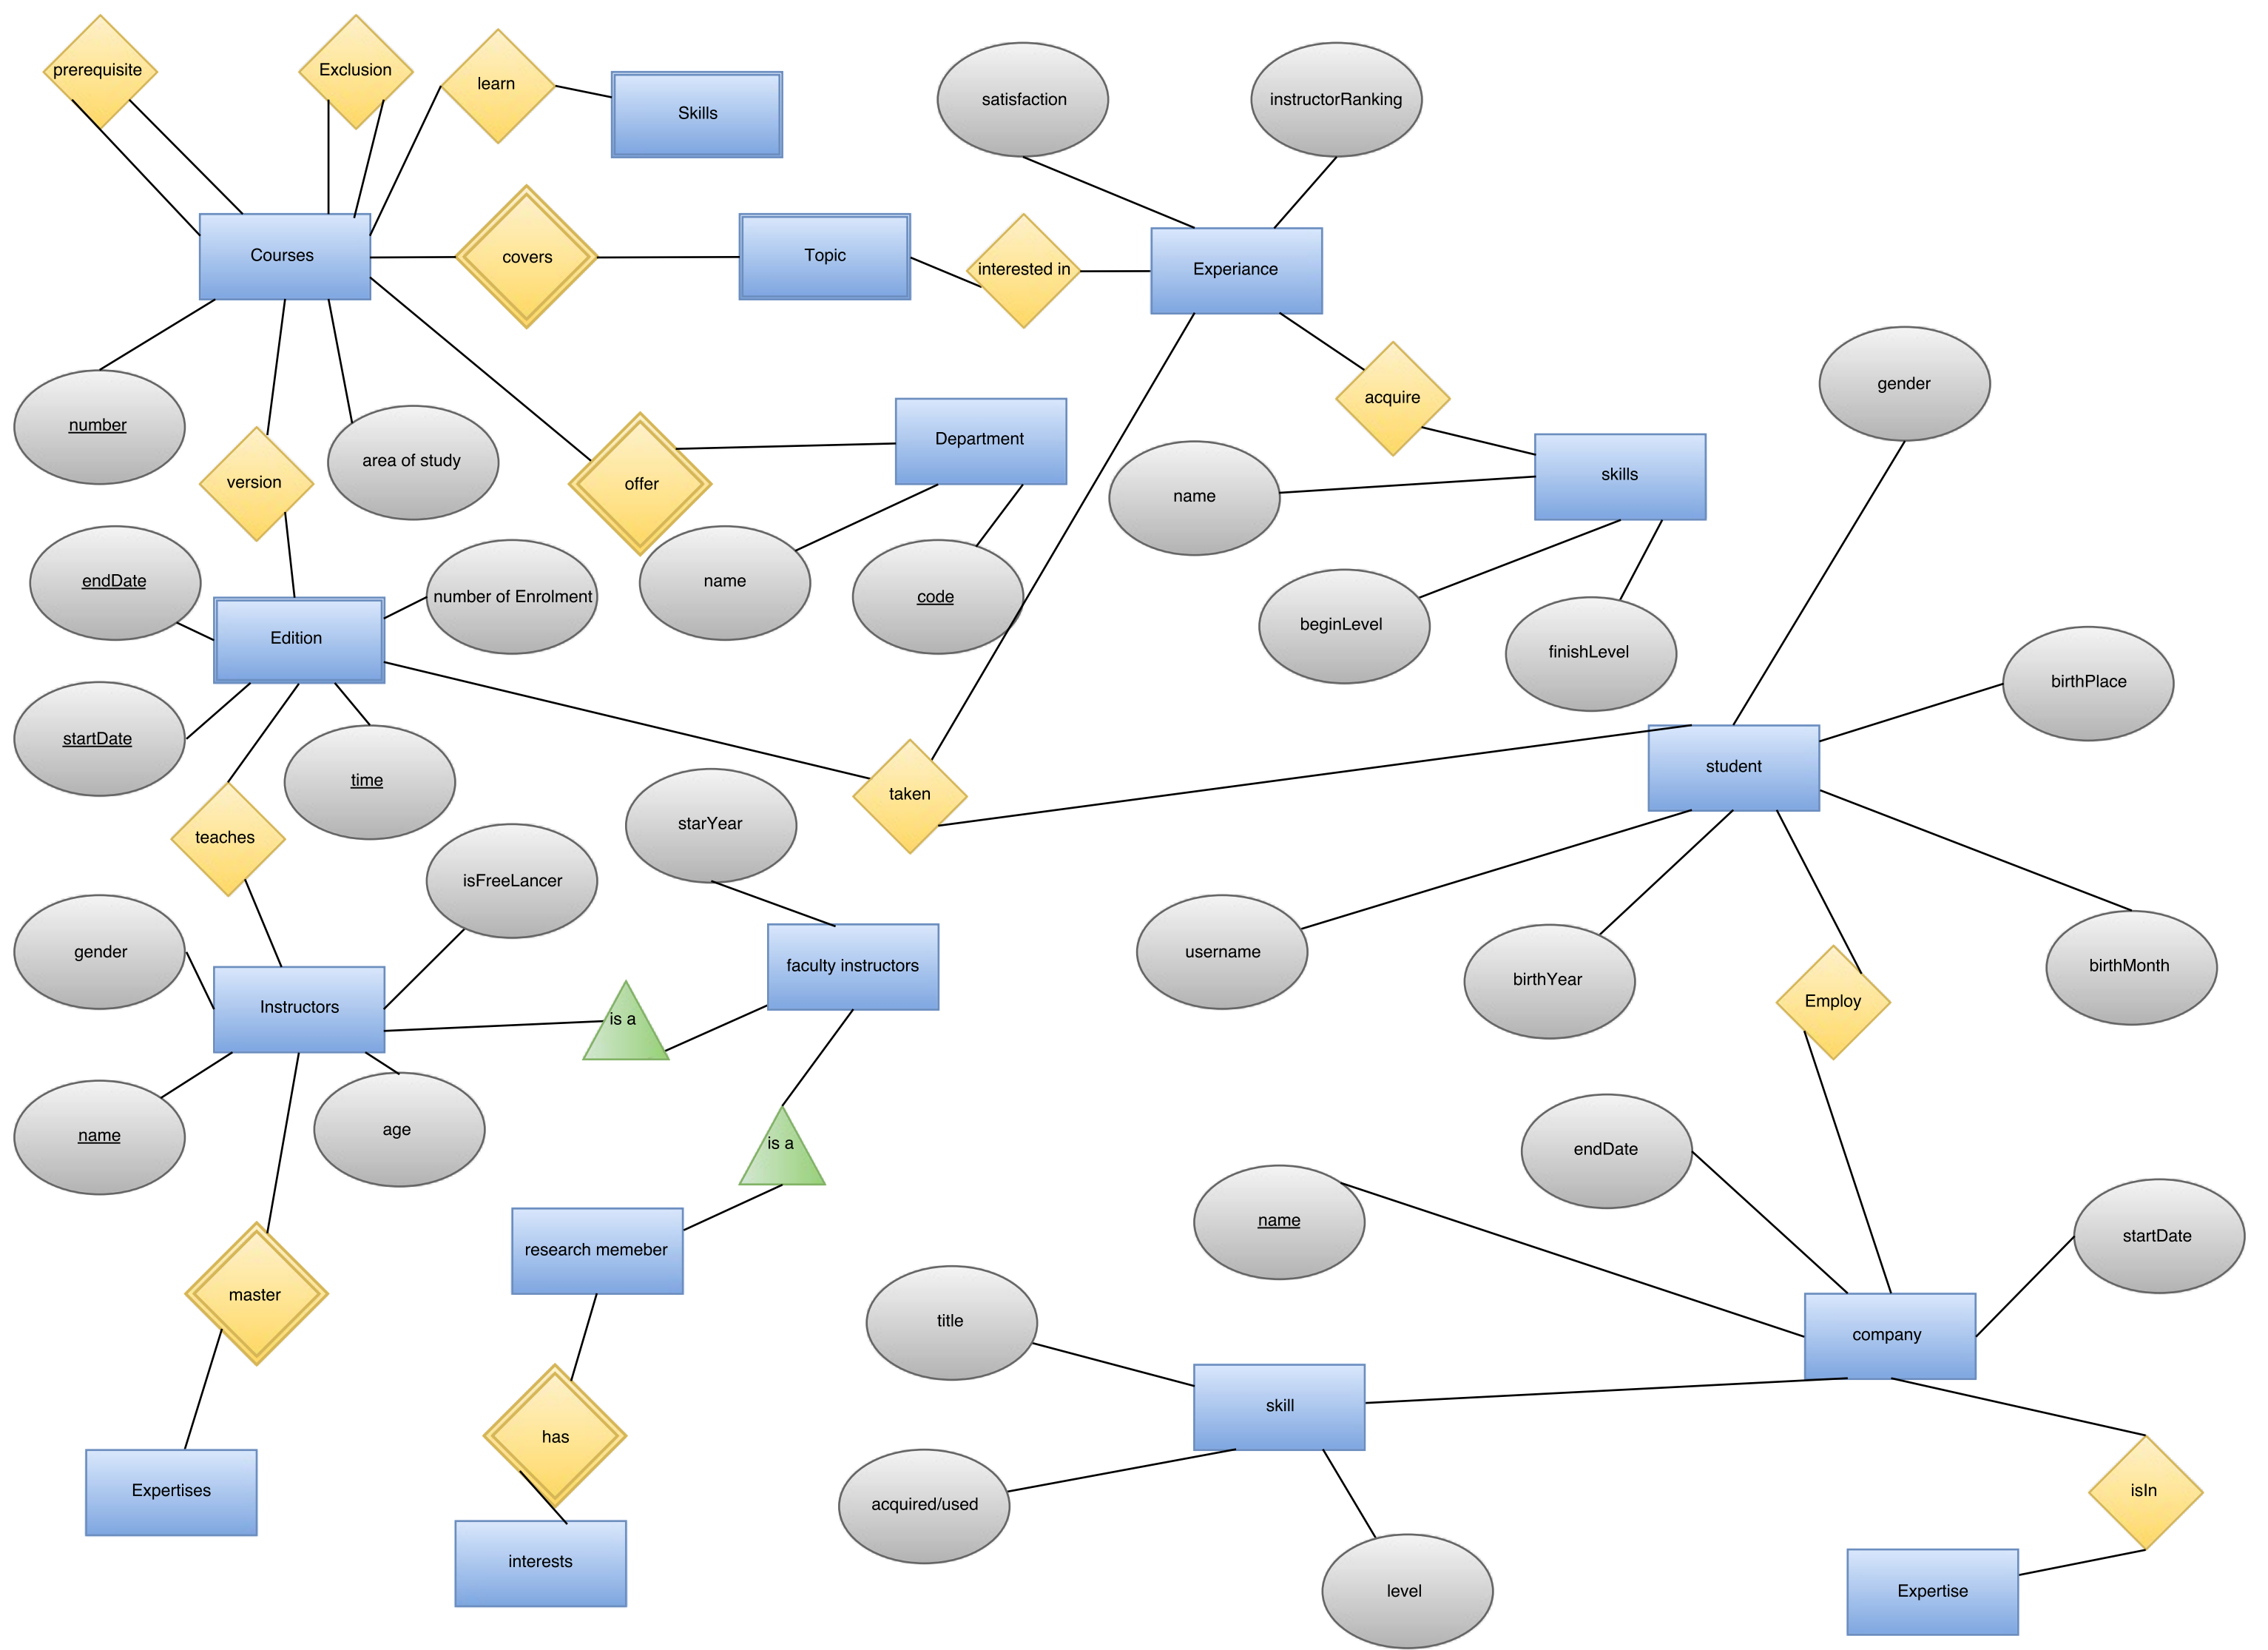 prerequisite
Exclusion
learn
Skills
satisfaction
instructorRanking
Courses
covers
Topic
interested in
Experiance
gender
acquire
number
area of study
version
offer
Department
name
skills
endDate
number of Enrolment
name
code
beginLevel
finishLevel
Edition
birthPlace
startDate
time
student
taken
teaches
starYear
isFreeLancer
gender
faculty instructors
username
birthYear
birthMonth
Instructors
is a
Employ
name
age
is a
endDate
name
startDate
research memeber
master
title
company
skill
has
Expertises
acquired/used
isIn
interests
level
Expertise